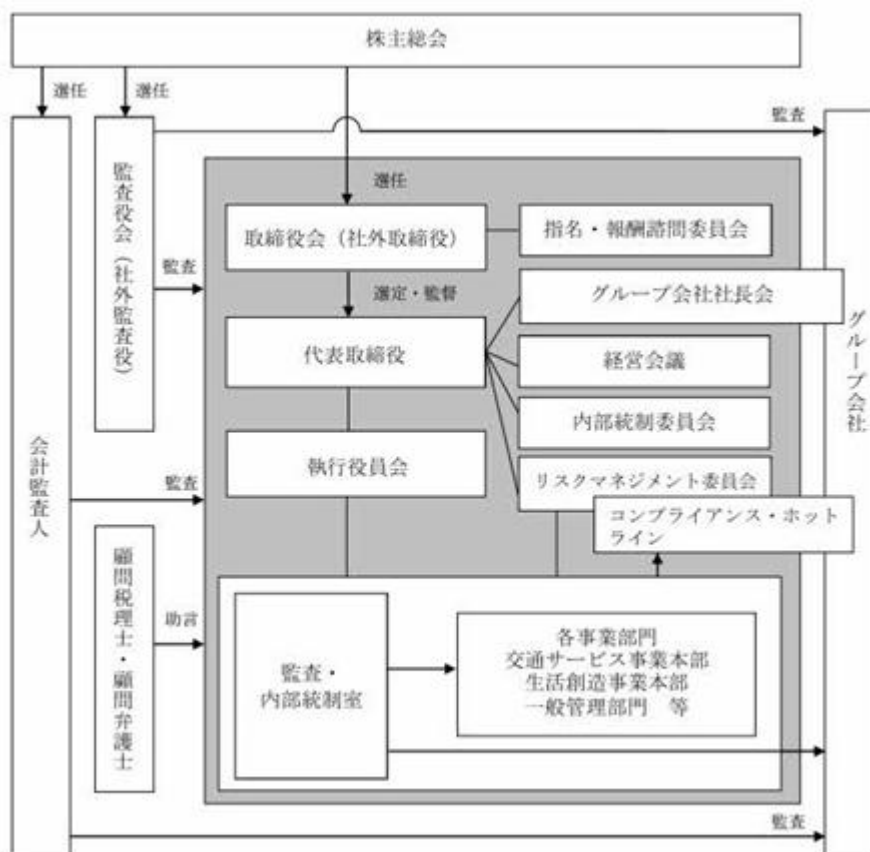 株主総会
選任
選任
監査
選任
監査役会(社外監査役)
取締役会(社外取締役)
指名・報酬諮問委員会
監査
選定・監督
グループ会社社長会
代表取締役
経営会議
グループ会社
内部統制委員会
会計監査人
執行役員会
監査
リスクマネジメント委員会
コンプライアンス・ホット
ライン
顧問税理士・顧問弁護士
助言
監査・
内部統制室
各事業部門
交通サービス事業本部
生活創造事業本部
一般管理部門 等
監査